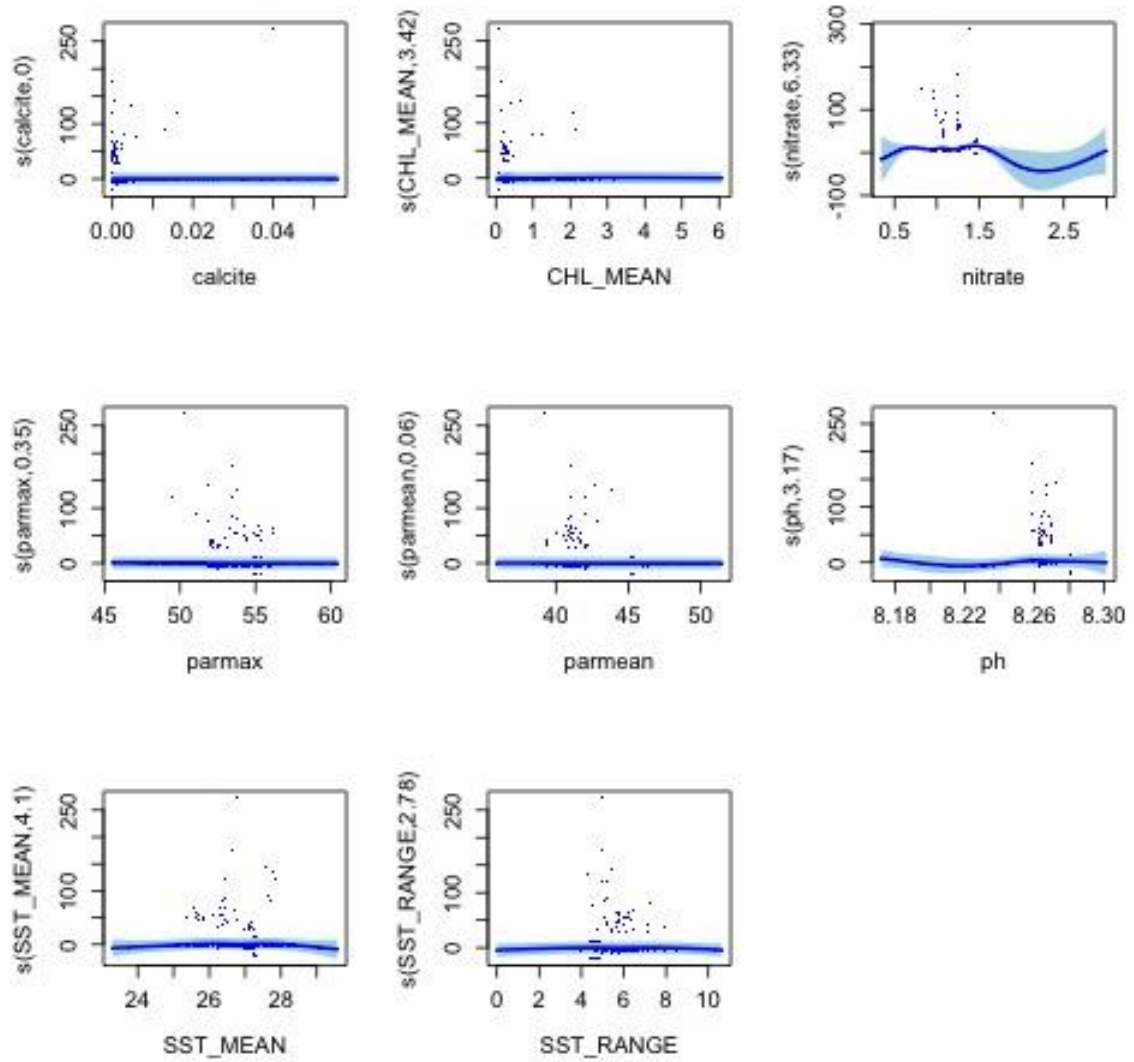 s(calcite,0)
250
100
0
0.00 0.02 0.04
calcite
s(CHL_MEAN,3.42)
250
100
0
0 1 2 3 4 5 6
CHL_MEAN
s(nitrate,6.33)
300
100
-100
0.5 1.5 2.5
nitrate
s(parmax,0.35)
250
100
0
45 50 55 60
parmax
s(parmean,0.06)
250
100
0
40 45 50
parmean
s(ph,3.17)
250
100
0
8.18 8.22 8.26 8.30
ph
s(SST_MEAN,4.1)
250
100
0
24 26 28
SST_MEAN
s(SST_RANGE,2.78)
250
100
0
0 2 4 6 8 10
SST_RANGE